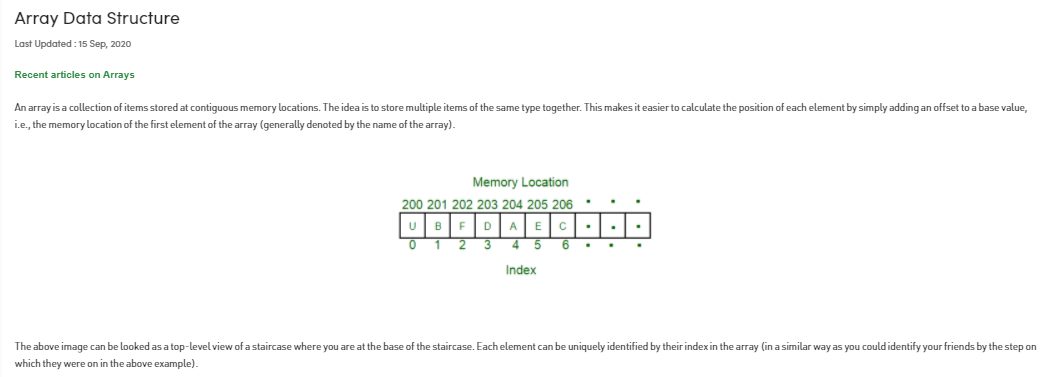 Array Data Structure
Last Updated : 15 Sep, 2020
Recent articles on Arrays
An array is a collection of items stored at contiguous memory locations. The idea is to store multiple items of the same type together. This makes it easier to calculate the position of each element by simply adding an offset to a base value,
i.e., the memory location of the first element of the array (generally denoted by the name of the array).
Memory Location
200 201 202 203 204 205 206 • • •
U B F D A E C • • •
0 1 2 3 4 5 6 • • •
Index
The above image can be looked as a top-level view of a staircase where you are at the base of the staircase. Each element can be uniquely identified by their index in the array (in a similar way as you could identify your friends by the step on
which they were on in the above example).